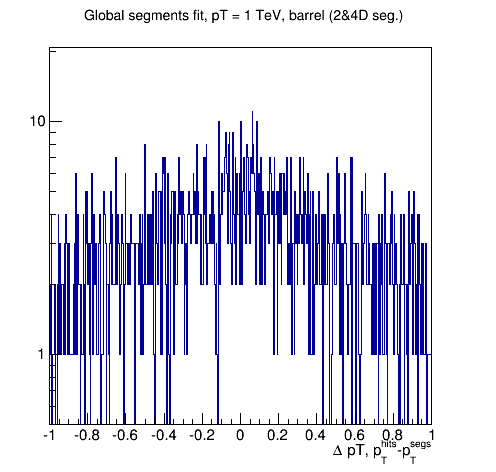 Global segments fit, pT = 1 TeV, barrel (2&4D seg.)
10
1
-1 -0.8 -0.6 -0.4 -0.2 0 0.2 0.4 0.6 0.8 1
Δ pT, p_T^hits-p_T^segs